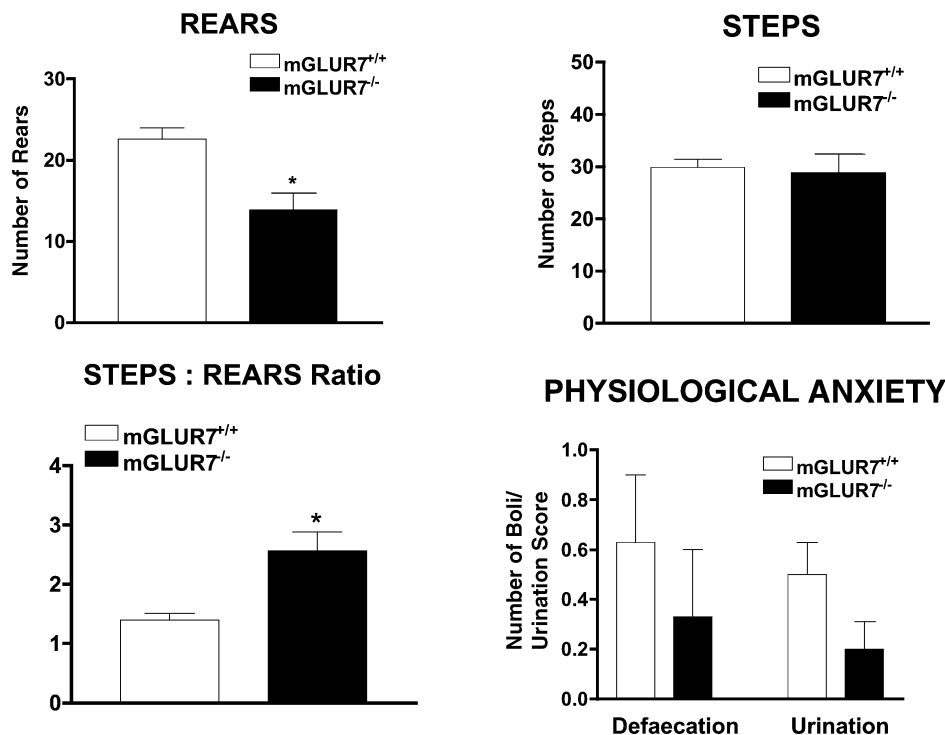 REARS
mGLUR7+/+
mGLUR7-/-
Number of Rears
30
20
10
0
*
STEPS
mGLUR7+/+
mGLUR7-/-
Number of Steps
50
40
30
20
10
0
STEPS : REARS Ratio
mGLUR7+/+
mGLUR7-/-
4
3
2
1
0
*
PHYSIOLOGICAL ANXIETY
mGLUR7+/+
mGLUR7-/-
Number of Boli/
Urination Score
1.0
0.8
0.6
0.4
0.2
0.0
Defaecation Urination